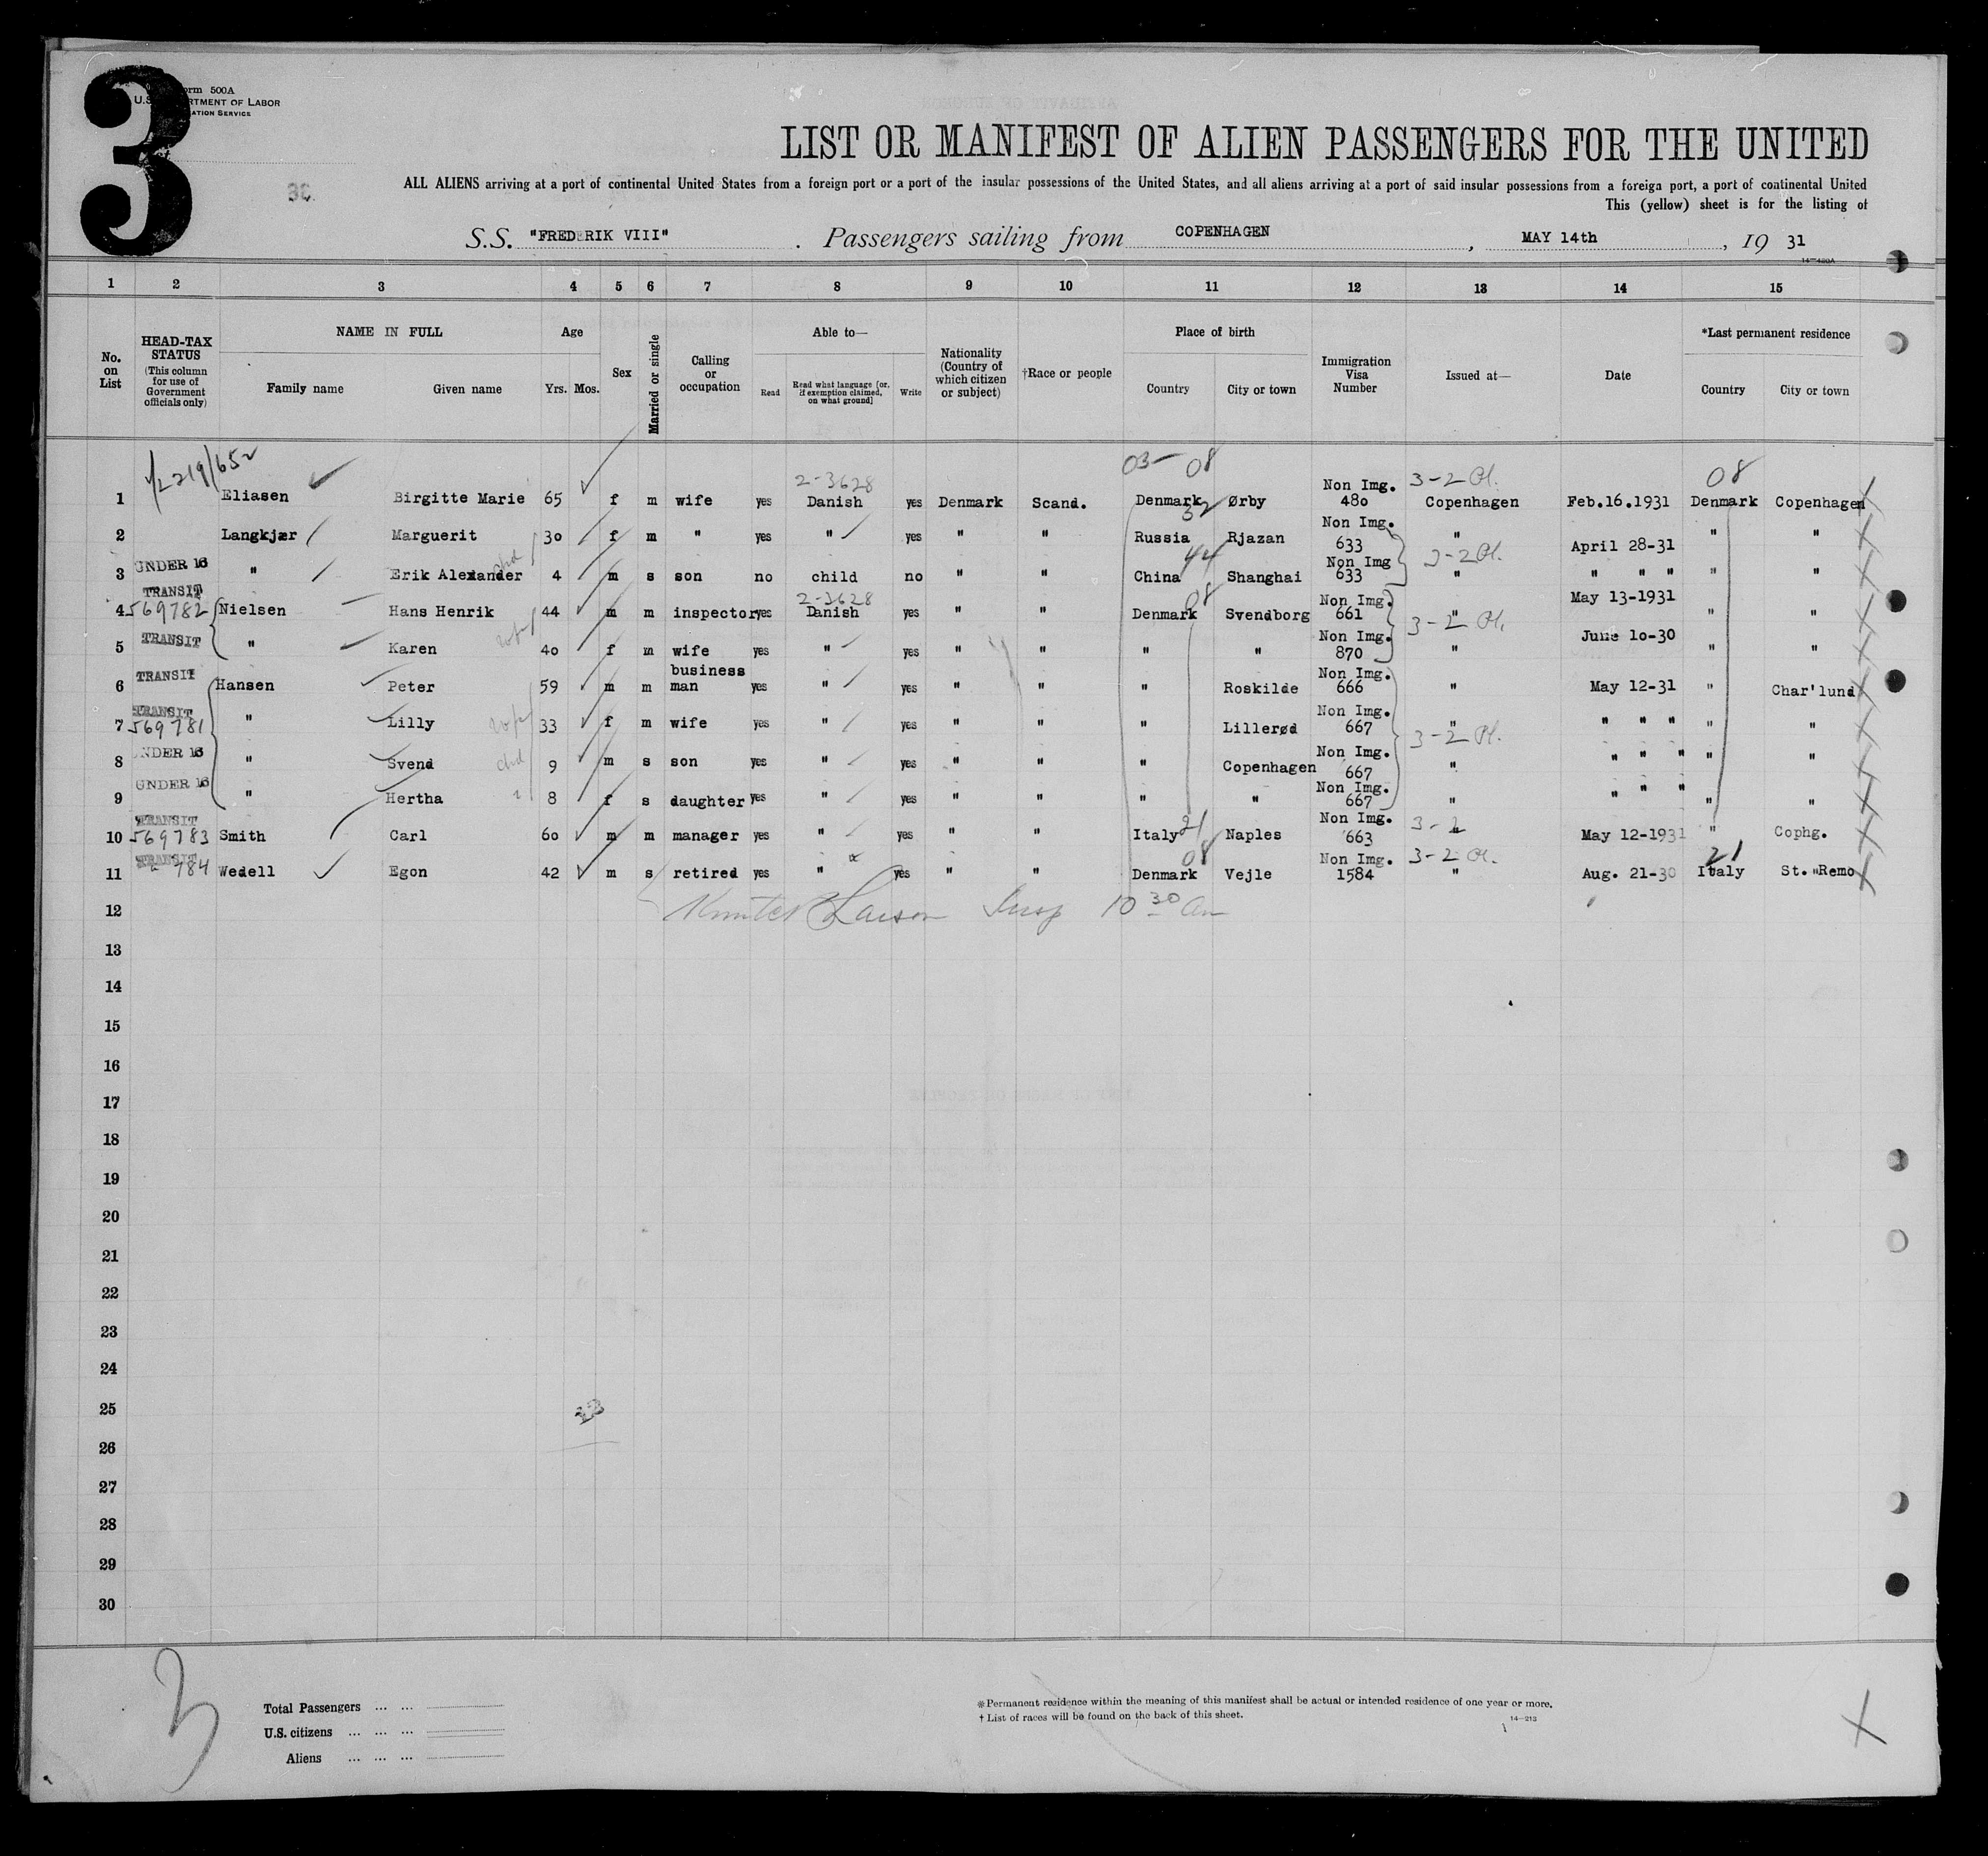 3
Form 500A
U.S. DEPARTMENT OF LABOR
IMMIGRATION SERVICE
LIST OR MANIFEST OF ALIEN PASSENGERS FOR THE UNITED
ALL ALIENS arriving at a port of continental United States from a foreign port or a port of the insular possessions of the United States, and all aliens arriving at a port of said insular possessions from a foreign port, a port of continental United
This (yellow) sheet is for the listing of
S.S. "FREDERIK VIII" . Passengers sailing from COPENHAGEN , MAY 14th , 19 31
1 2 3 4 5 6 7 8 9 10 11 12 13 14 15
No. on List
HEAD-TAX STATUS
(This column for use of Government officials only)
NAME IN FULL
Family name Given name
Age
Yrs. Mos.
Sex
Married or single
Calling or occupation
Able to—
Read
Read what language [or, if exemption claimed, on what ground]
Write
Nationality (Country of which citizen or subject)
†Race or people
Place of birth
Country City or town
Immigration Visa Number
Issued at—
Date
*Last permanent residence
Country City or town
2-3628 03- 08 3-2 08
1 Eliasen Birgitte Marie 65 f m wife yes Danish yes Denmark Scand. Denmark Ørby Non Img. 480 Copenhagen Feb.16.1931 Denmark Copenhagen
2 Langkjær Marguerit 30 f m " yes " yes " " Russia Rjazan Non Img. 633 " April 28-31 " "
3 UNDER 16 " Erik Alexander 4 m s son no child no " " China Shanghai Non Img 633 " " " " " "
4 TRANSIT 569782 Nielsen Hans Henrik 44 m m inspector yes Danish yes " " Denmark Svendborg Non Img. 661 " May 13-1931 " "
5 TRANSIT " Karen 40 f m wife yes " yes " " " " Non Img. 870 " June 10-30 " "
6 TRANSIT Hansen Peter 59 m m business man yes " yes " " " Roskilde Non Img. 666 " May 12-31 " Char'lund
7 TRANSIT 569781 " Lilly 33 f m wife yes " yes " " " Lillerød Non Img. 667 " " " " " "
8 UNDER 16 " Svend 9 m s son yes " yes " " " Copenhagen Non Img. 667 " " " " " "
9 UNDER 16 " Hertha 8 f s daughter yes " yes " " " " Non Img. 667 " " " " " "
10 TRANSIT 569783 Smith Carl 60 m m manager yes " yes " " Italy Naples Non Img. 663 " May 12-1931 " Cophg.
11 TRANSIT 784 Wedell Egon 42 m s retired yes " yes " " Denmark Vejle Non Img. 1584 " Aug. 21-30 Italy St. Remo
12 Larson Insp 10 30 am
13
14
15
16
17
18
19
20
21
22
23
24
25
26
27
28
29
30
3
Total Passengers ... ...
U.S. citizens ... ... ...
Aliens ... ... ...
*Permanent residence within the meaning of this manifest shall be actual or intended residence of one year or more.
† List of races will be found on the back of this sheet.
14—213